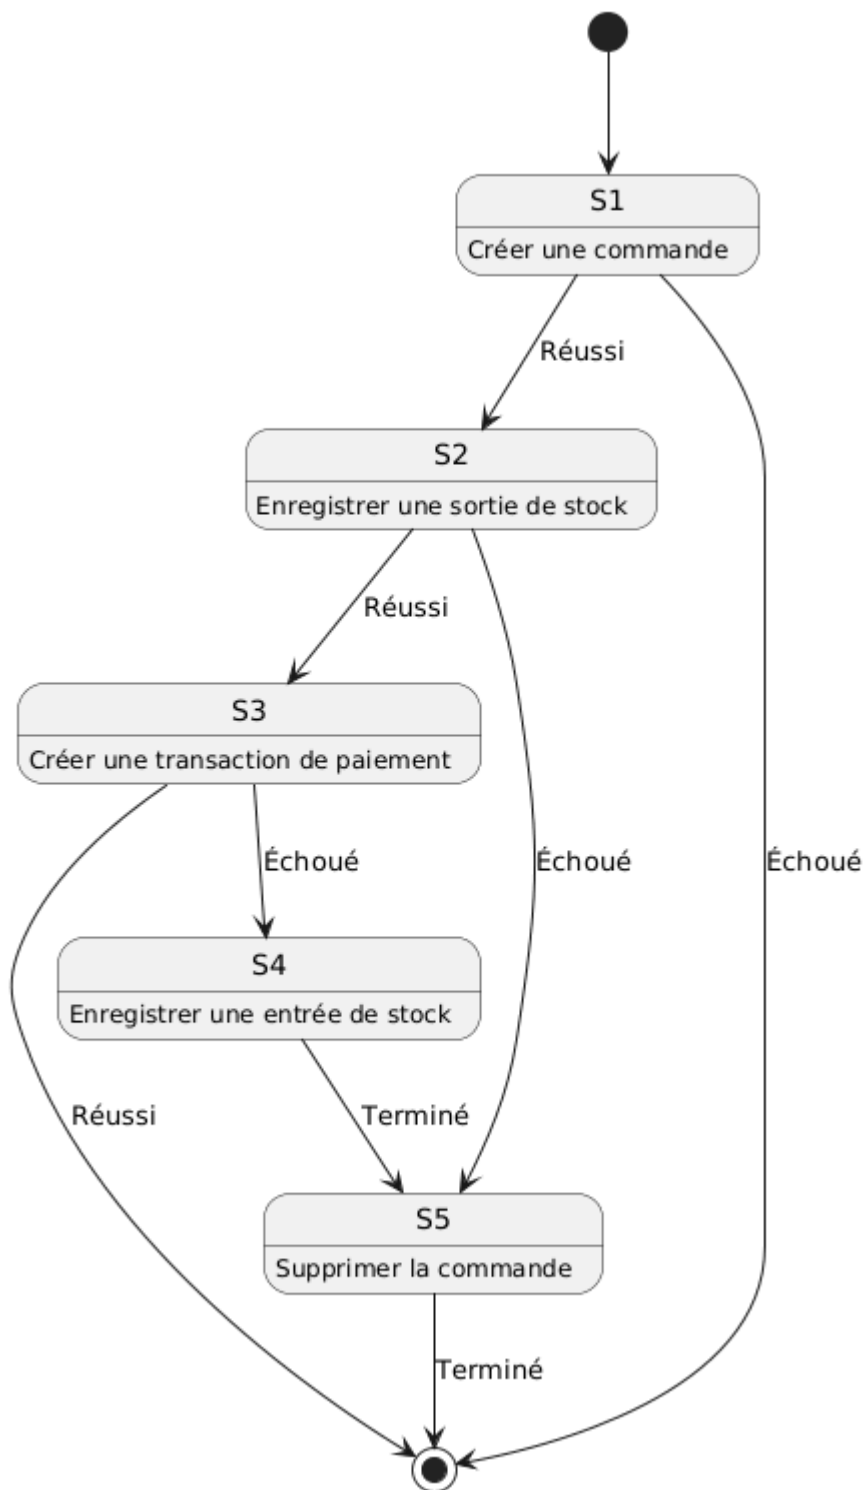 S1
Créer une commande
Réussi
S2
Enregistrer une sortie de stock
Réussi
S3
Créer une transaction de paiement
Échoué
Échoué
Échoué
S4
Enregistrer une entrée de stock
Réussi
Terminé
S5
Supprimer la commande
Terminé